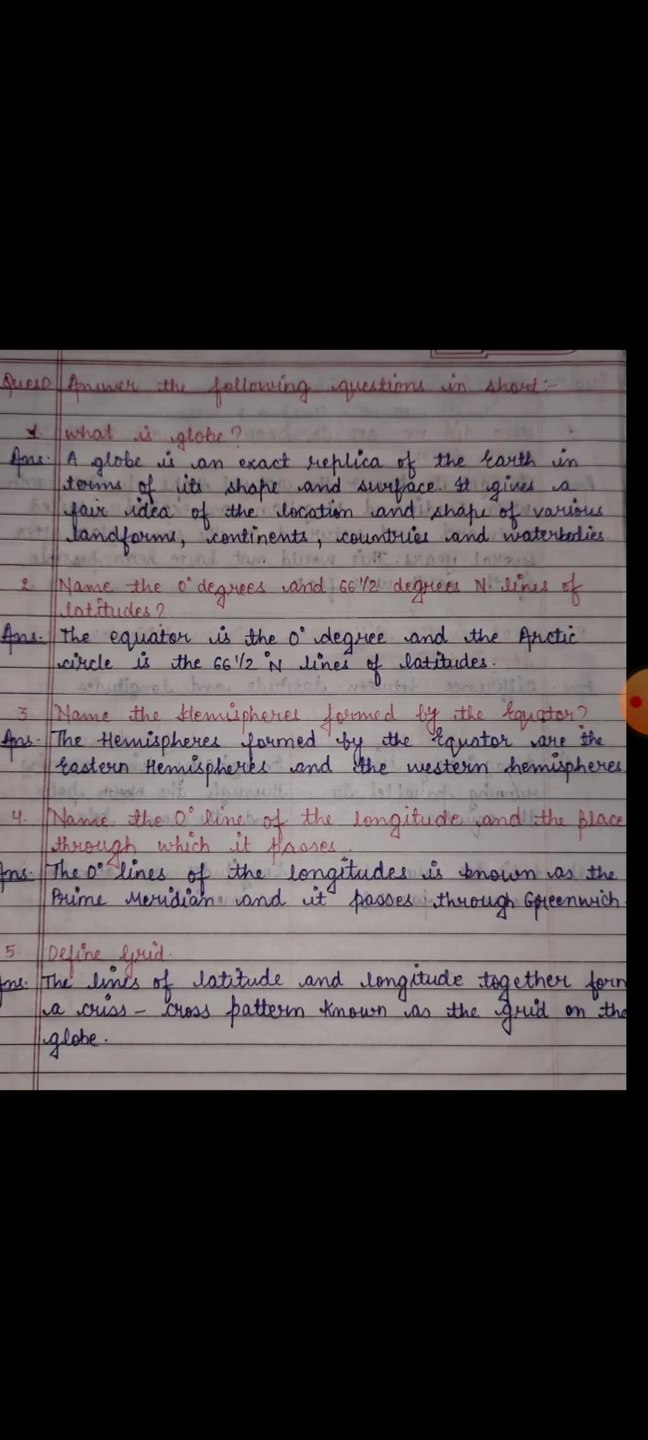 Ques:D Answer the following questions in short:-
1. What is globe?
Ans. A globe is an exact replica of the Earth in
terms of its shape and surface. It gives a
fair idea of the location and shape of various
landforms, continents, countries and waterbodies
2. Name the 0° degrees and 66 1/2 degrees N. lines of
latitudes?
Ans. The equator is the 0° degree and the Arctic
circle is the 66 1/2 °N lines of latitudes.
3. Name the Hemispheres formed by the Equator?
Ans. The Hemispheres formed by the Equator are the
Eastern Hemispheres and the western hemispheres
4. Name the 0° line of the longitude and the place
through which it passes.
Ans. The 0° lines of the longitudes is known as the
Prime Meridian and it passes through Greenwich
5. Define Grid.
Ans. The lines of latitude and longitude together form
a criss - cross pattern known as the grid on the
globe.